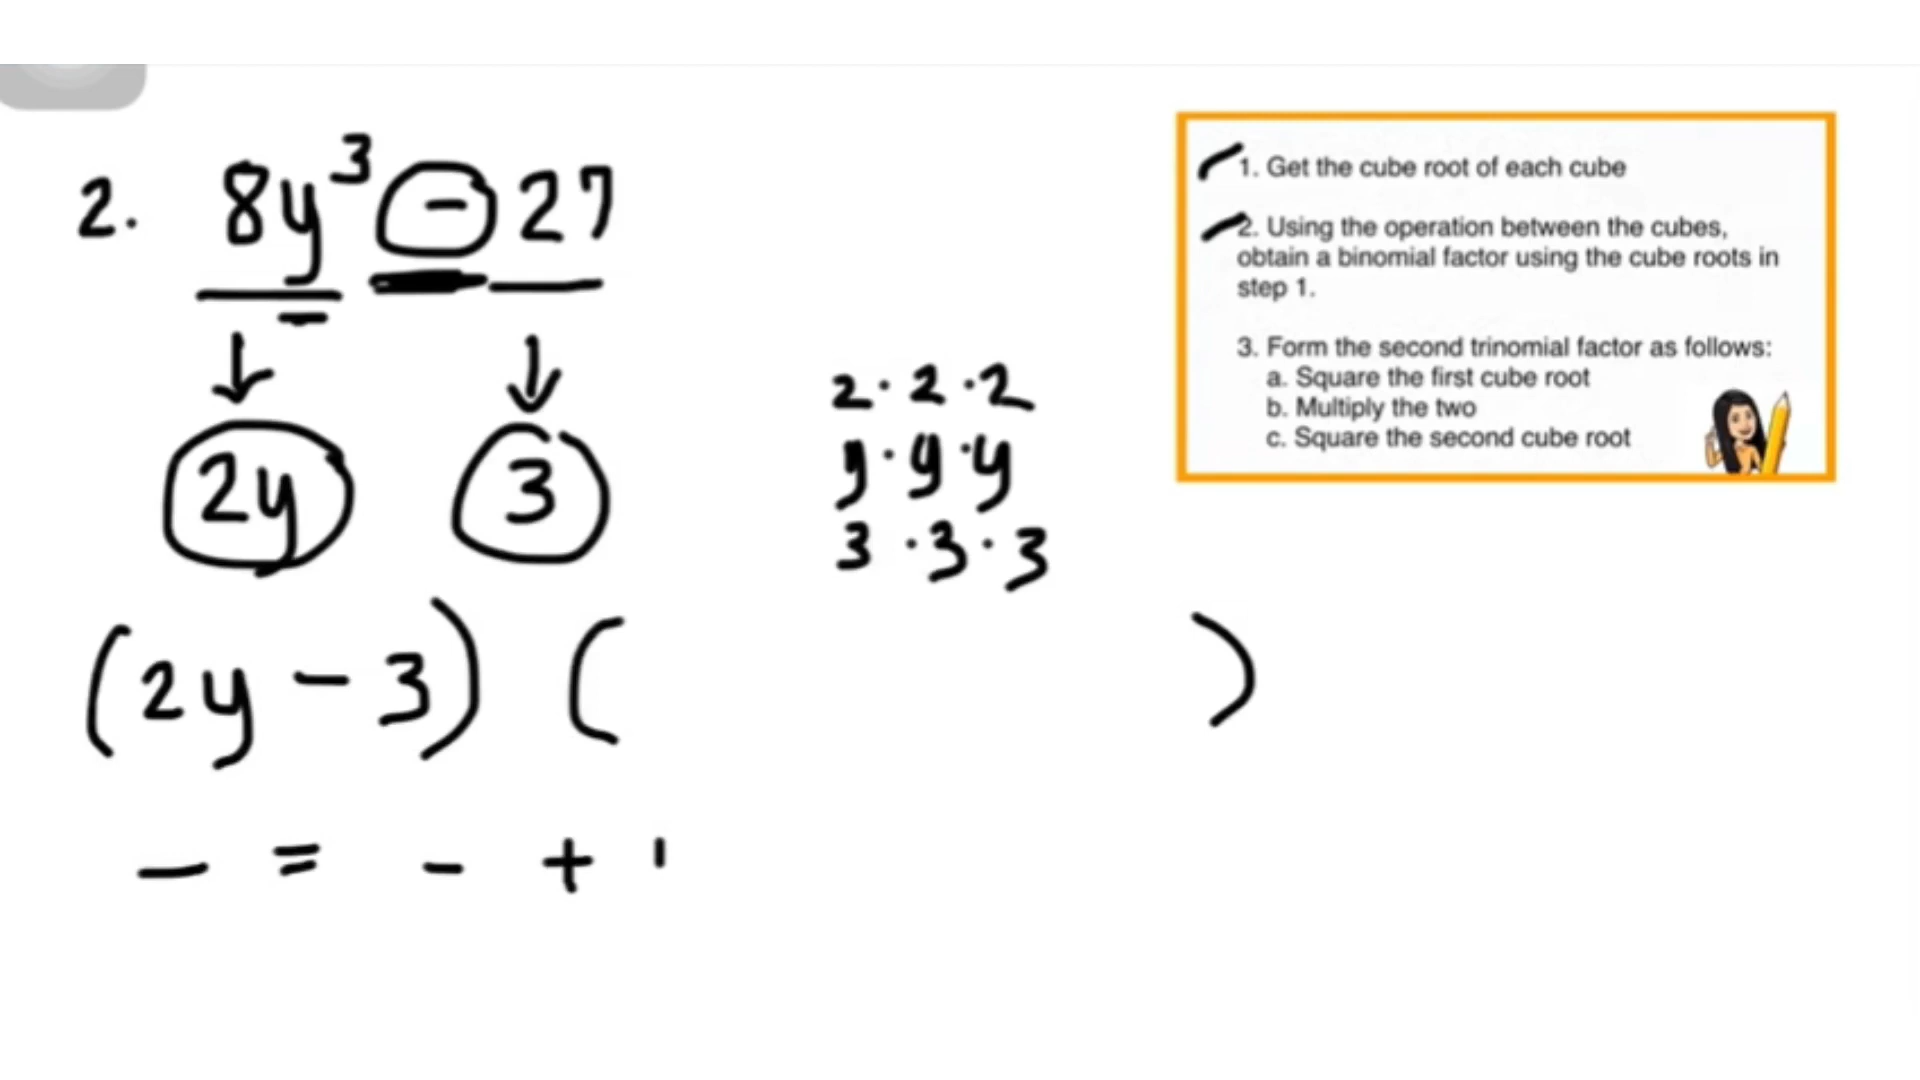 2. 8y³ - 27
2y 3
2 · 2 · 2
y · y · y
3 · 3 · 3
(2y - 3) ( )
- = - +
1. Get the cube root of each cube
2. Using the operation between the cubes,
obtain a binomial factor using the cube roots in
step 1.
3. Form the second trinomial factor as follows:
a. Square the first cube root
b. Multiply the two
c. Square the second cube root